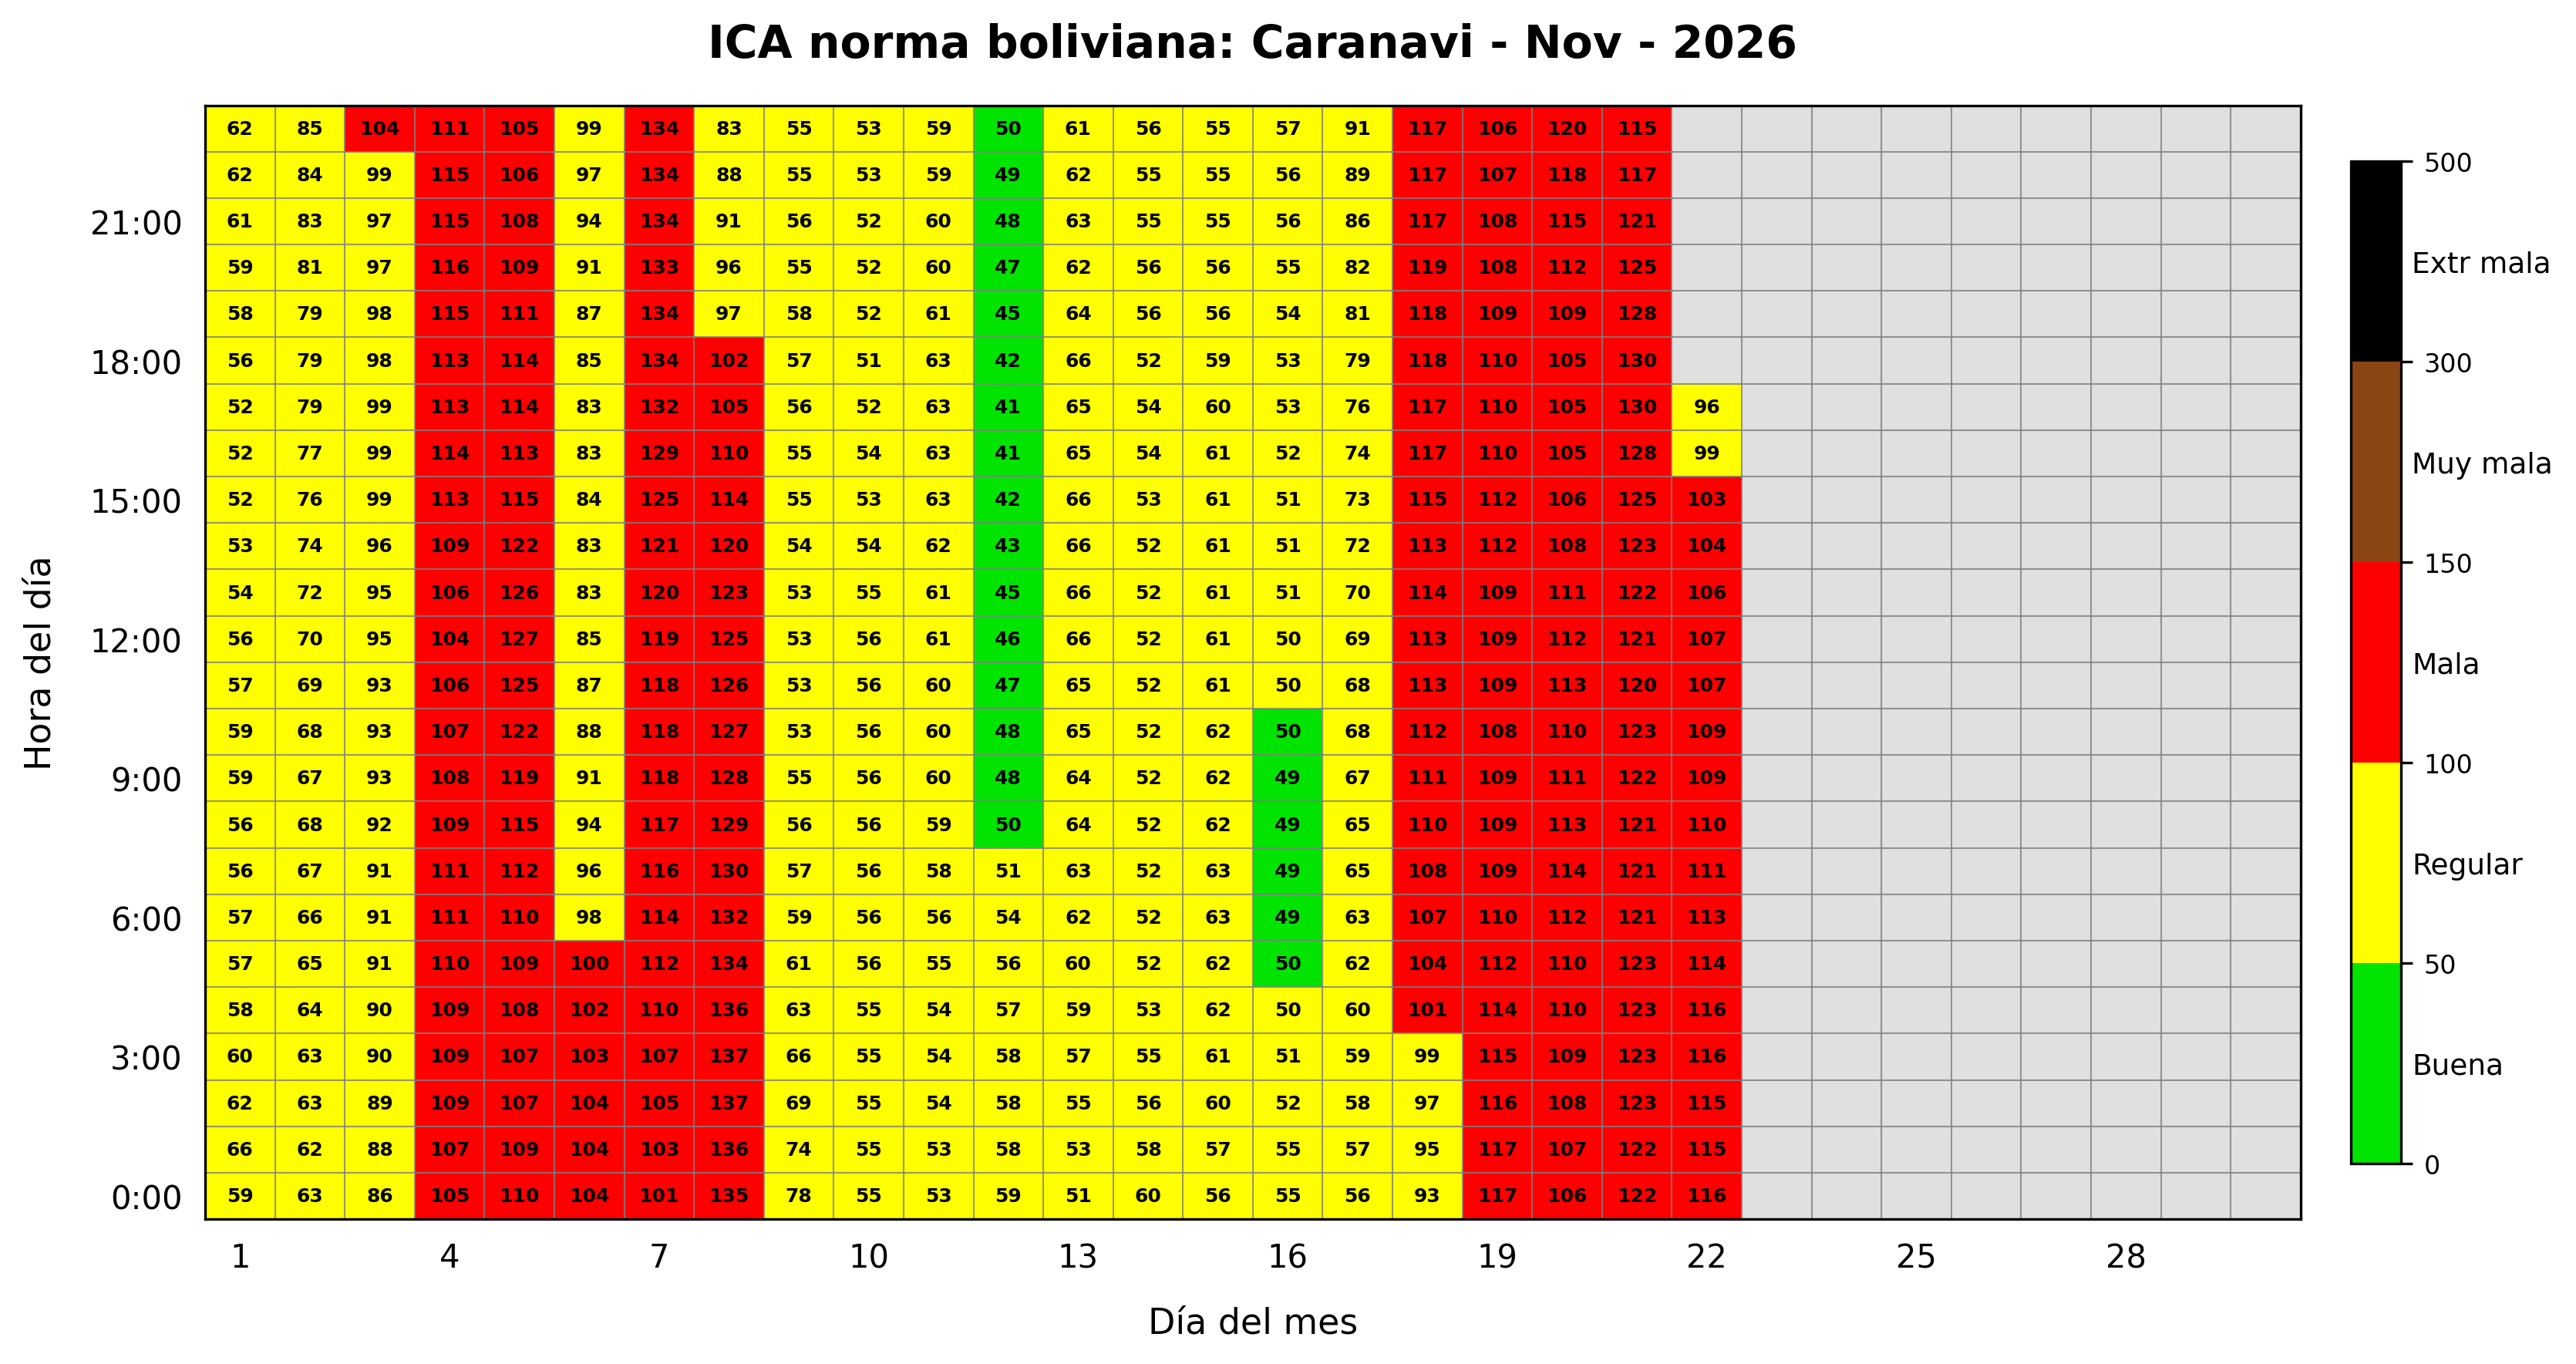 ICA norma boliviana: Caranavi - Nov - 2026
62 85 104 111 105 99 134 83 55 53 59 50 61 56 55 57 91 117 106 120 115
62 84 99 115 106 97 134 88 55 53 59 49 62 55 55 56 89 117 107 118 117
21:00 61 83 97 115 108 94 134 91 56 52 60 48 63 55 55 56 86 117 108 115 121
59 81 97 116 109 91 133 96 55 52 60 47 62 56 56 55 82 119 108 112 125
58 79 98 115 111 87 134 97 58 52 61 45 64 56 56 54 81 118 109 109 128
18:00 56 79 98 113 114 85 134 102 57 51 63 42 66 52 59 53 79 118 110 105 130
52 79 99 113 114 83 132 105 56 52 63 41 65 54 60 53 76 117 110 105 130 96
52 77 99 114 113 83 129 110 55 54 63 41 65 54 61 52 74 117 110 105 128 99
15:00 52 76 99 113 115 84 125 114 55 53 63 42 66 53 61 51 73 115 112 106 125 103
53 74 96 109 122 83 121 120 54 54 62 43 66 52 61 51 72 113 112 108 123 104
54 72 95 106 126 83 120 123 53 55 61 45 66 52 61 51 70 114 109 111 122 106
12:00 56 70 95 104 127 85 119 125 53 56 61 46 66 52 61 50 69 113 109 112 121 107
57 69 93 106 125 87 118 126 53 56 60 47 65 52 61 50 68 113 109 113 120 107
59 68 93 107 122 88 118 127 53 56 60 48 65 52 62 50 68 112 108 110 123 109
9:00 59 67 93 108 119 91 118 128 55 56 60 48 64 52 62 49 67 111 109 111 122 109
56 68 92 109 115 94 117 129 56 56 59 50 64 52 62 49 65 110 109 113 121 110
56 67 91 111 112 96 116 130 57 56 58 51 63 52 63 49 65 108 109 114 121 111
6:00 57 66 91 111 110 98 114 132 59 56 56 54 62 52 63 49 63 107 110 112 121 113
57 65 91 110 109 100 112 134 61 56 55 56 60 52 62 50 62 104 112 110 123 114
58 64 90 109 108 102 110 136 63 55 54 57 59 53 62 50 60 101 114 110 123 116
3:00 60 63 90 109 107 103 107 137 66 55 54 58 57 55 61 51 59 99 115 109 123 116
62 63 89 109 107 104 105 137 69 55 54 58 55 56 60 52 58 97 116 108 123 115
66 62 88 107 109 104 103 136 74 55 53 58 53 58 57 55 57 95 117 107 122 115
0:00 59 63 86 105 110 104 101 135 78 55 53 59 51 60 56 55 56 93 117 106 122 116
1 4 7 10 13 16 19 22 25 28
Día del mes
Hora del día
500
Extr mala
300
Muy mala
150
Mala
100
Regular
50
Buena
0